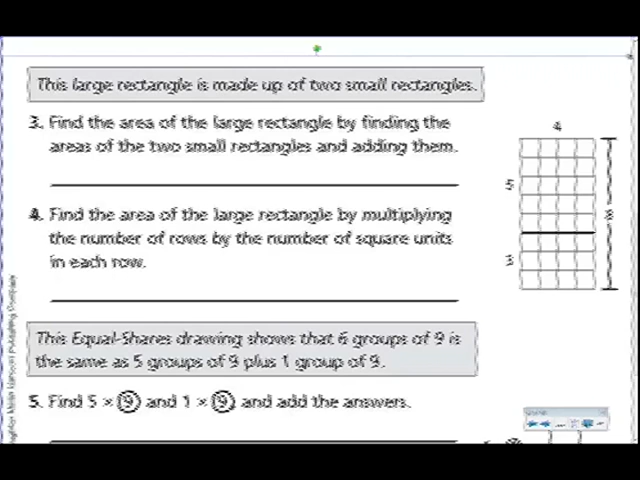 This large rectangle is made up of two small rectangles.
3. Find the area of the large rectangle by finding the
areas of the two small rectangles and adding them.
4
5
8
3
4. Find the area of the large rectangle by multiplying
the number of rows by the number of square units
in each row.
This Equal-Shares drawing shows that 6 groups of 9 is
the same as 5 groups of 9 plus 1 group of 9.
5. Find 5 × 9 and 1 × 9, and add the answers.